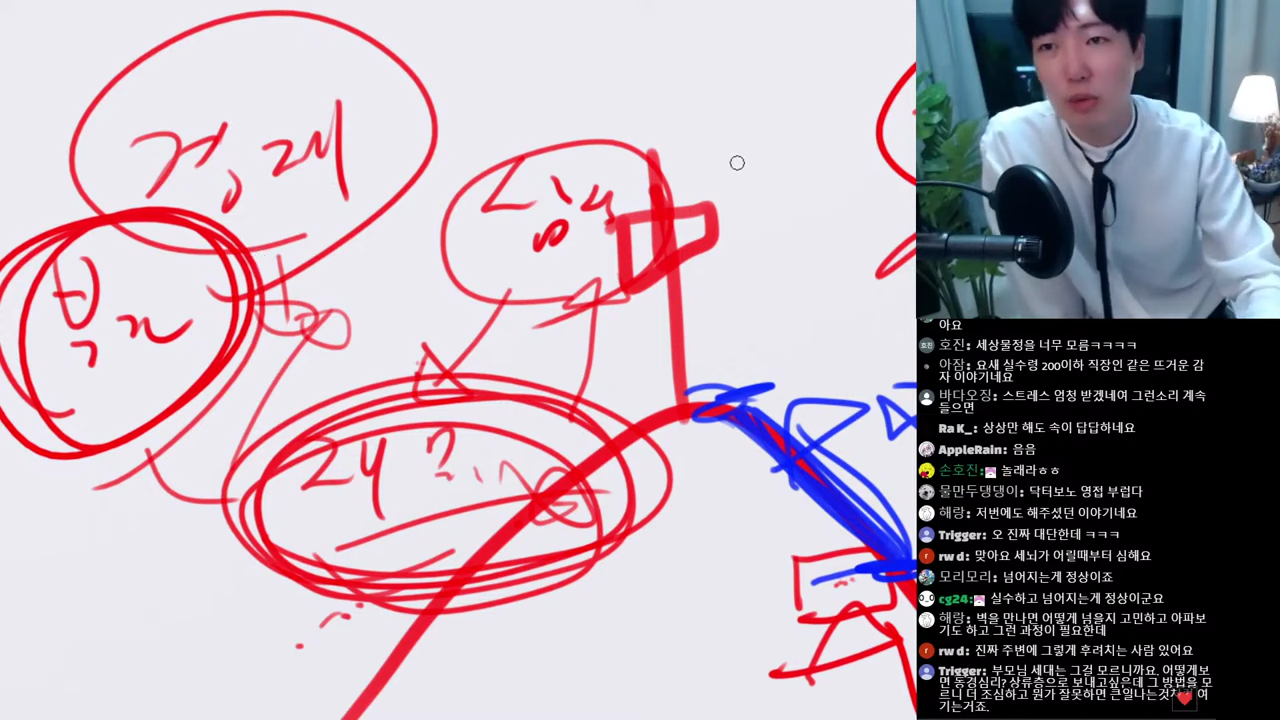 경제
복지
아요
호진: 세상물정을 너무 모름ㅋㅋㅋㅋ
아잠: 요새 실수령 200이하 직장인 같은 뜨거운 감
자 이야기네요
바다오징: 스트레스 엄청 받겠네여 그런소리 계속
들으면
Ra K_: 상상만 해도 속이 답답하네요
AppleRain: 음음
손호진: 놀래라ㅎㅎ
물만두댕댕이: 닥터보노 영접 부럽다
해랑: 저번에도 해주셨던 이야기네요
Trigger: 오 진짜 대단한데 ㅋㅋㅋ
rw d: 맞아요 세뇌가 어릴때부터 심해요
모리모리: 넘어지는게 정상이죠
cg24: 실수하고 넘어지는게 정상이군요
해랑: 벽을 만나면 어떻게 넘을지 고민하고 아파보
기도 하고 그런 과정이 필요한데
rw d: 진짜 주변에 그렇게 후려치는 사람 있어요
Trigger: 부모님 세대는 그걸 모르니까요. 어떻게보
면 동경심리? 상류층으로 보내고싶은데 그 방법을 모
르니 더 조심하고 뭔가 잘못하면 큰일나는것처럼 여
기는거죠.